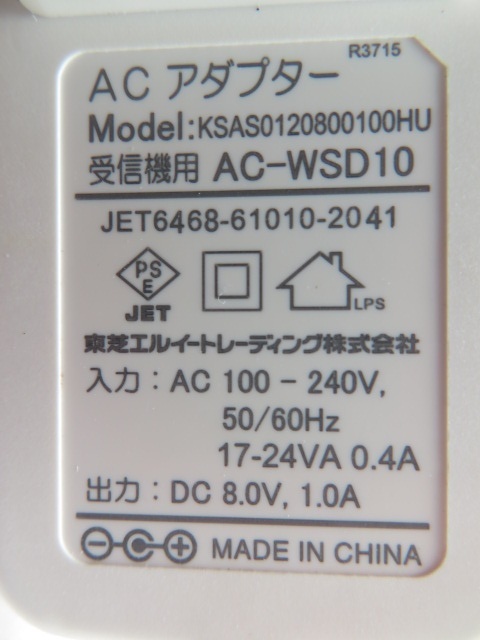 R3715
AC アダプター
Model:KSAS0120800100HU
受信機用 AC-WSD10
JET6468-61010-2041
PS
E
JET
LPS
東芝エルイートレーディング株式会社
入力：AC 100 - 240V,
50/60Hz
17-24VA 0.4A
出力：DC 8.0V, 1.0A
MADE IN CHINA